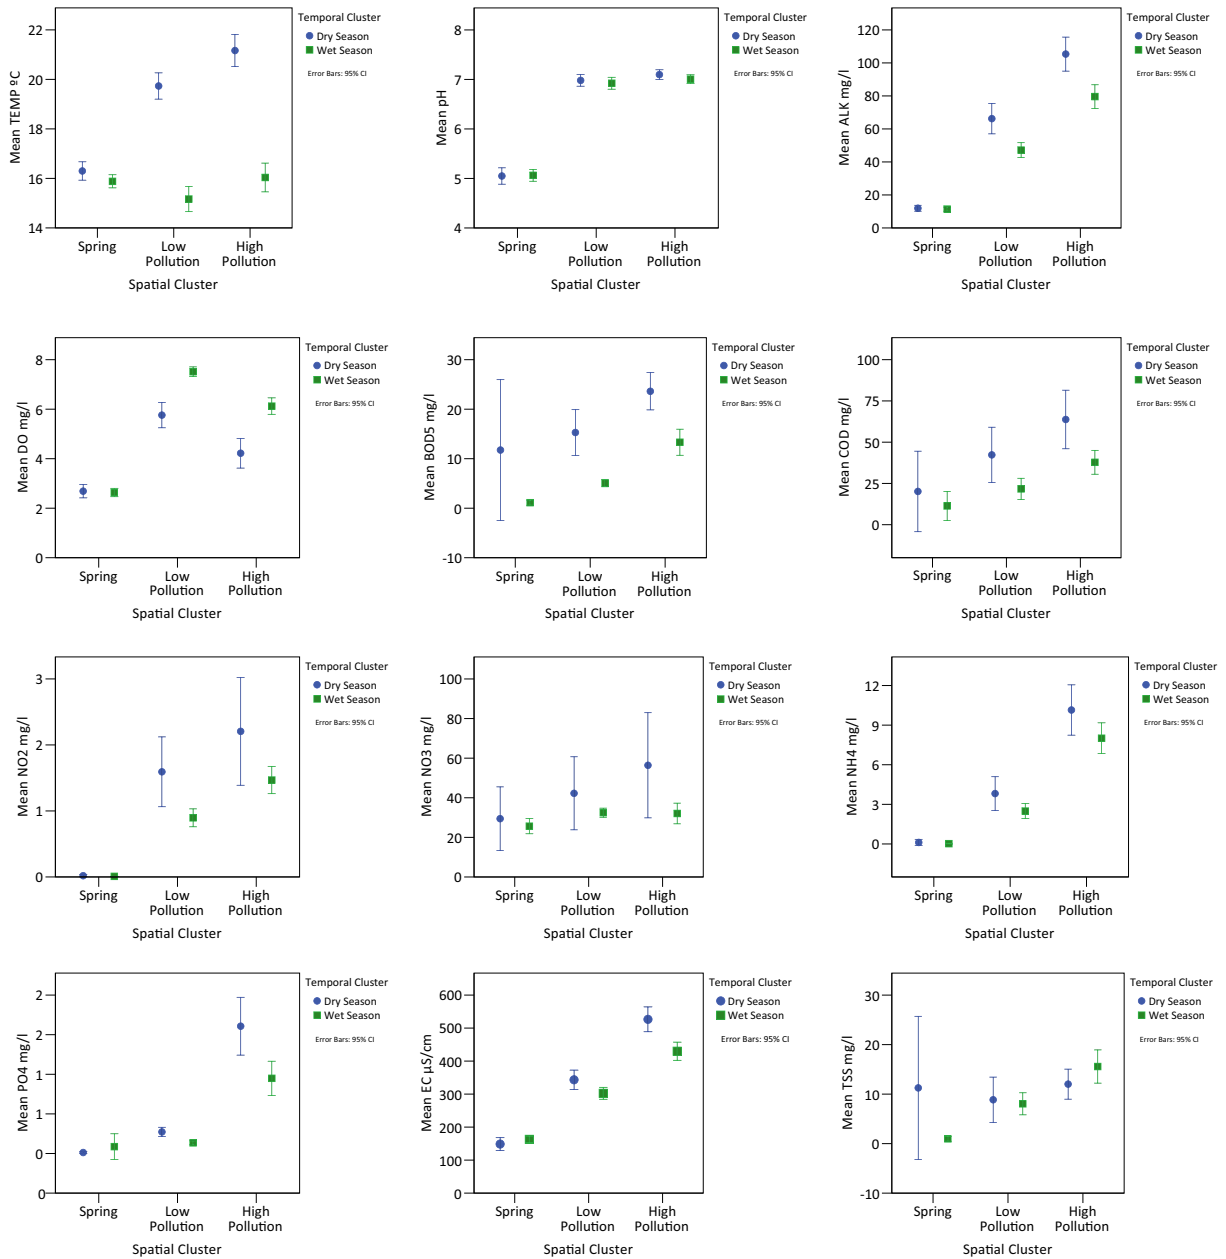 Temporal Cluster
Dry Season
Wet Season
Error Bars: 95% CI
Mean TEMP ºC
22
20
18
16
14
Spring
Low
Pollution
High
Pollution
Spatial Cluster
Temporal Cluster
Dry Season
Wet Season
Error Bars: 95% CI
Mean pH
8
7
6
5
4
Spring
Low
Pollution
High
Pollution
Spatial Cluster
Temporal Cluster
Dry Season
Wet Season
Error Bars: 95% CI
Mean ALK mg/l
120
100
80
60
40
20
0
Spring
Low
Pollution
High
Pollution
Spatial Cluster
Temporal Cluster
Dry Season
Wet Season
Error Bars: 95% CI
Mean DO mg/l
8
6
4
2
0
Spring
Low
Pollution
High
Pollution
Spatial Cluster
Temporal Cluster
Dry Season
Wet Season
Error Bars: 95% CI
Mean BOD5 mg/l
30
20
10
0
-10
Spring
Low
Pollution
High
Pollution
Spatial Cluster
Temporal Cluster
Dry Season
Wet Season
Error Bars: 95% CI
Mean COD mg/l
100
75
50
25
0
Spring
Low
Pollution
High
Pollution
Spatial Cluster
Temporal Cluster
Dry Season
Wet Season
Error Bars: 95% CI
Mean NO2 mg/l
3
2
1
0
Spring
Low
Pollution
High
Pollution
Spatial Cluster
Temporal Cluster
Dry Season
Wet Season
Error Bars: 95% CI
Mean NO3 mg/l
100
80
60
40
20
0
Spring
Low
Pollution
High
Pollution
Spatial Cluster
Temporal Cluster
Dry Season
Wet Season
Error Bars: 95% CI
Mean NH4 mg/l
12
9
6
3
0
Spring
Low
Pollution
High
Pollution
Spatial Cluster
Temporal Cluster
Dry Season
Wet Season
Error Bars: 95% CI
Mean PO4 mg/l
2
2
1
1
0
0
Spring
Low
Pollution
High
Pollution
Spatial Cluster
Temporal Cluster
Dry Season
Wet Season
Error Bars: 95% CI
Mean EC µS/cm
600
500
400
300
200
100
0
Spring
Low
Pollution
High
Pollution
Spatial Cluster
Temporal Cluster
Dry Season
Wet Season
Error Bars: 95% CI
Mean TSS mg/l
30
20
10
0
-10
Spring
Low
Pollution
High
Pollution
Spatial Cluster